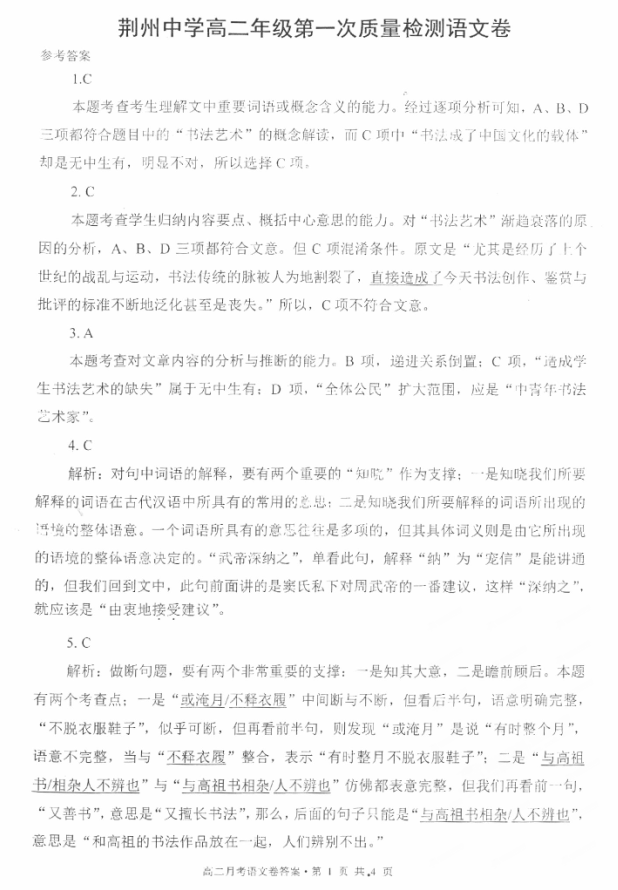 荆州中学高二年级第一次质量检测语文卷
参考答案
1.C
本题考查考生理解文中重要词语或概念含义的能力。经过逐项分析可知，A、B、D
三项都符合题目中的“书法艺术”的概念解读，而 C 项中“书法成了中国文化的载体”
却是无中生有，明显不对，所以选择 C 项。
2. C
本题考查学生归纳内容要点、概括中心意思的能力。对“书法艺术”渐趋衰落的原
因的分析，A、B、D 三项都符合文意。但 C 项混淆条件。原文是“尤其是经历了上个
世纪的战乱与运动，书法传统的脉被人为地割裂了，直接造成了今天书法创作、鉴赏与
批评的标准不断地泛化甚至是丧失。”所以，C 项不符合文意。
3. A
本题考查对文章内容的分析与推断的能力。B 项，递进关系倒置；C 项，“造成学
生书法艺术的缺失”属于无中生有；D 项，“全体公民”扩大范围，应是“中青年书法
艺术家”。
4. C
解析：对句中词语的解释，要有两个重要的“知晓”作为支撑：一是知晓我们所要
解释的词语在古代汉语中所具有的常用的意思；二是知晓我们所要解释的词语所出现的
语境的整体语意。一个词语所具有的意思往往是多项的，但其具体词义则是由它所出现
的语境的整体语意决定的。“武帝深纳之”，单看此句，解释“纳”为“宠信”是能讲通
的，但我们回到文中，此句前面讲的是窦氏私下对周武帝的一番建议，这样“深纳之”，
就应该是“由衷地接受建议”。
5. C
解析：做断句题，要有两个非常重要的支撑：一是知其大意，二是瞻前顾后。本题
有两个考查点：一是“或淹月/不释衣履”中间断与不断，但看后半句，语意明确完整，
“不脱衣服鞋子”，似乎可断，但再看前半句，则发现“或淹月”是说“有时整个月”，
语意不完整，当与“不释衣履”整合，表示“有时整月不脱衣服鞋子”；二是“与高祖
书/相杂人不辨也”与“与高祖书相杂/人不辨也”仿佛都表意完整，但我们再看前一句，
“又善书”，意思是“又擅长书法”，那么，后面的句子只能是“与高祖书相杂/人不辨也”，
意思是“和高祖的书法作品放在一起，人们辨别不出。”
高二月考语文卷答案·第 1 页 共 4 页